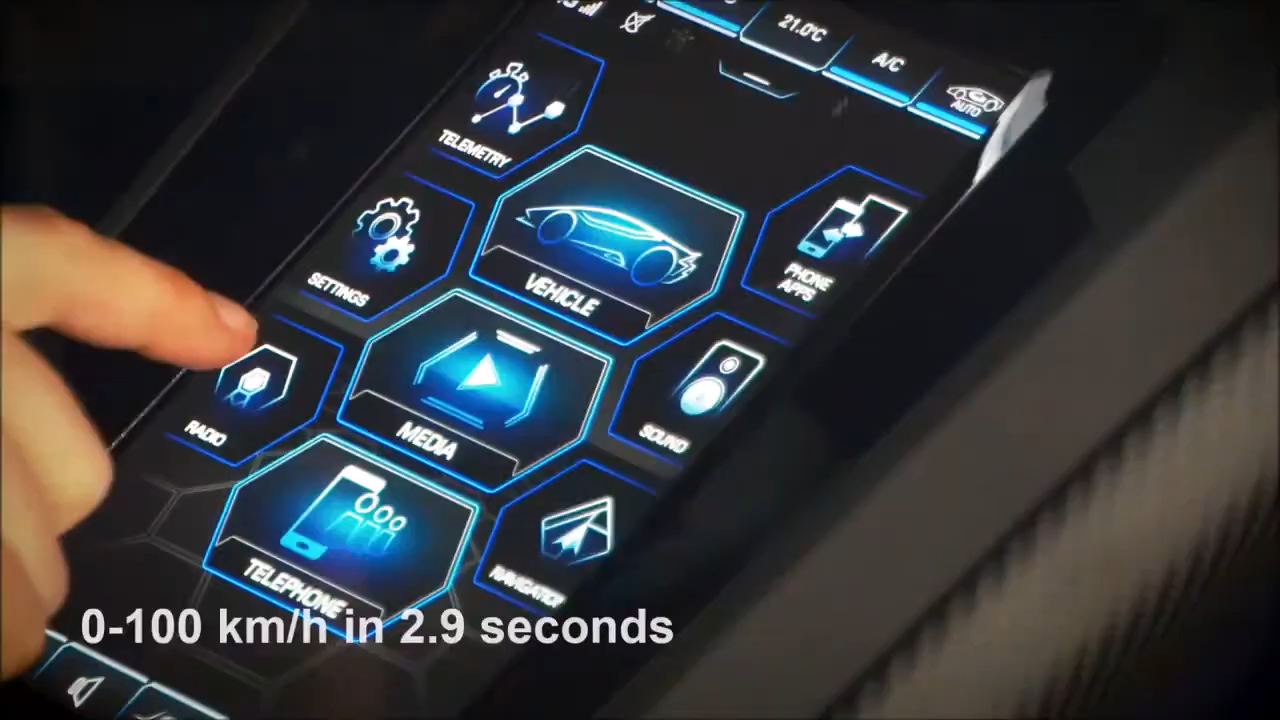 21.0°C
A/C
AUTO
TELEMETRY
VEHICLE
SETTINGS
PHONE
APPS
RADIO
MEDIA
SOUND
TELEPHONE
NAVIGATION
0-100 km/h in 2.9 seconds